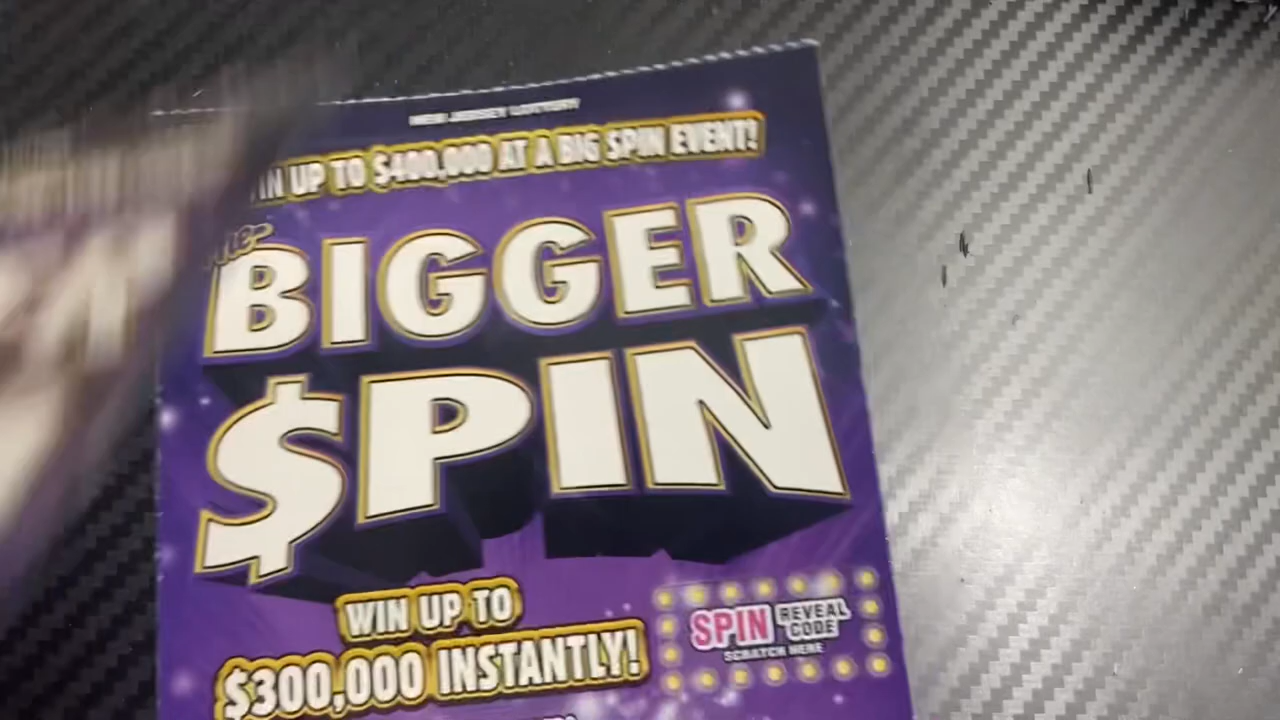 NEW JERSEY LOTTERY
IN UP TO $400,000 AT A BIG SPIN EVENT!
The
BIGGER
$PIN
WIN UP TO
$300,000 INSTANTLY!
SPIN REVEAL CODE
SCRATCH HERE